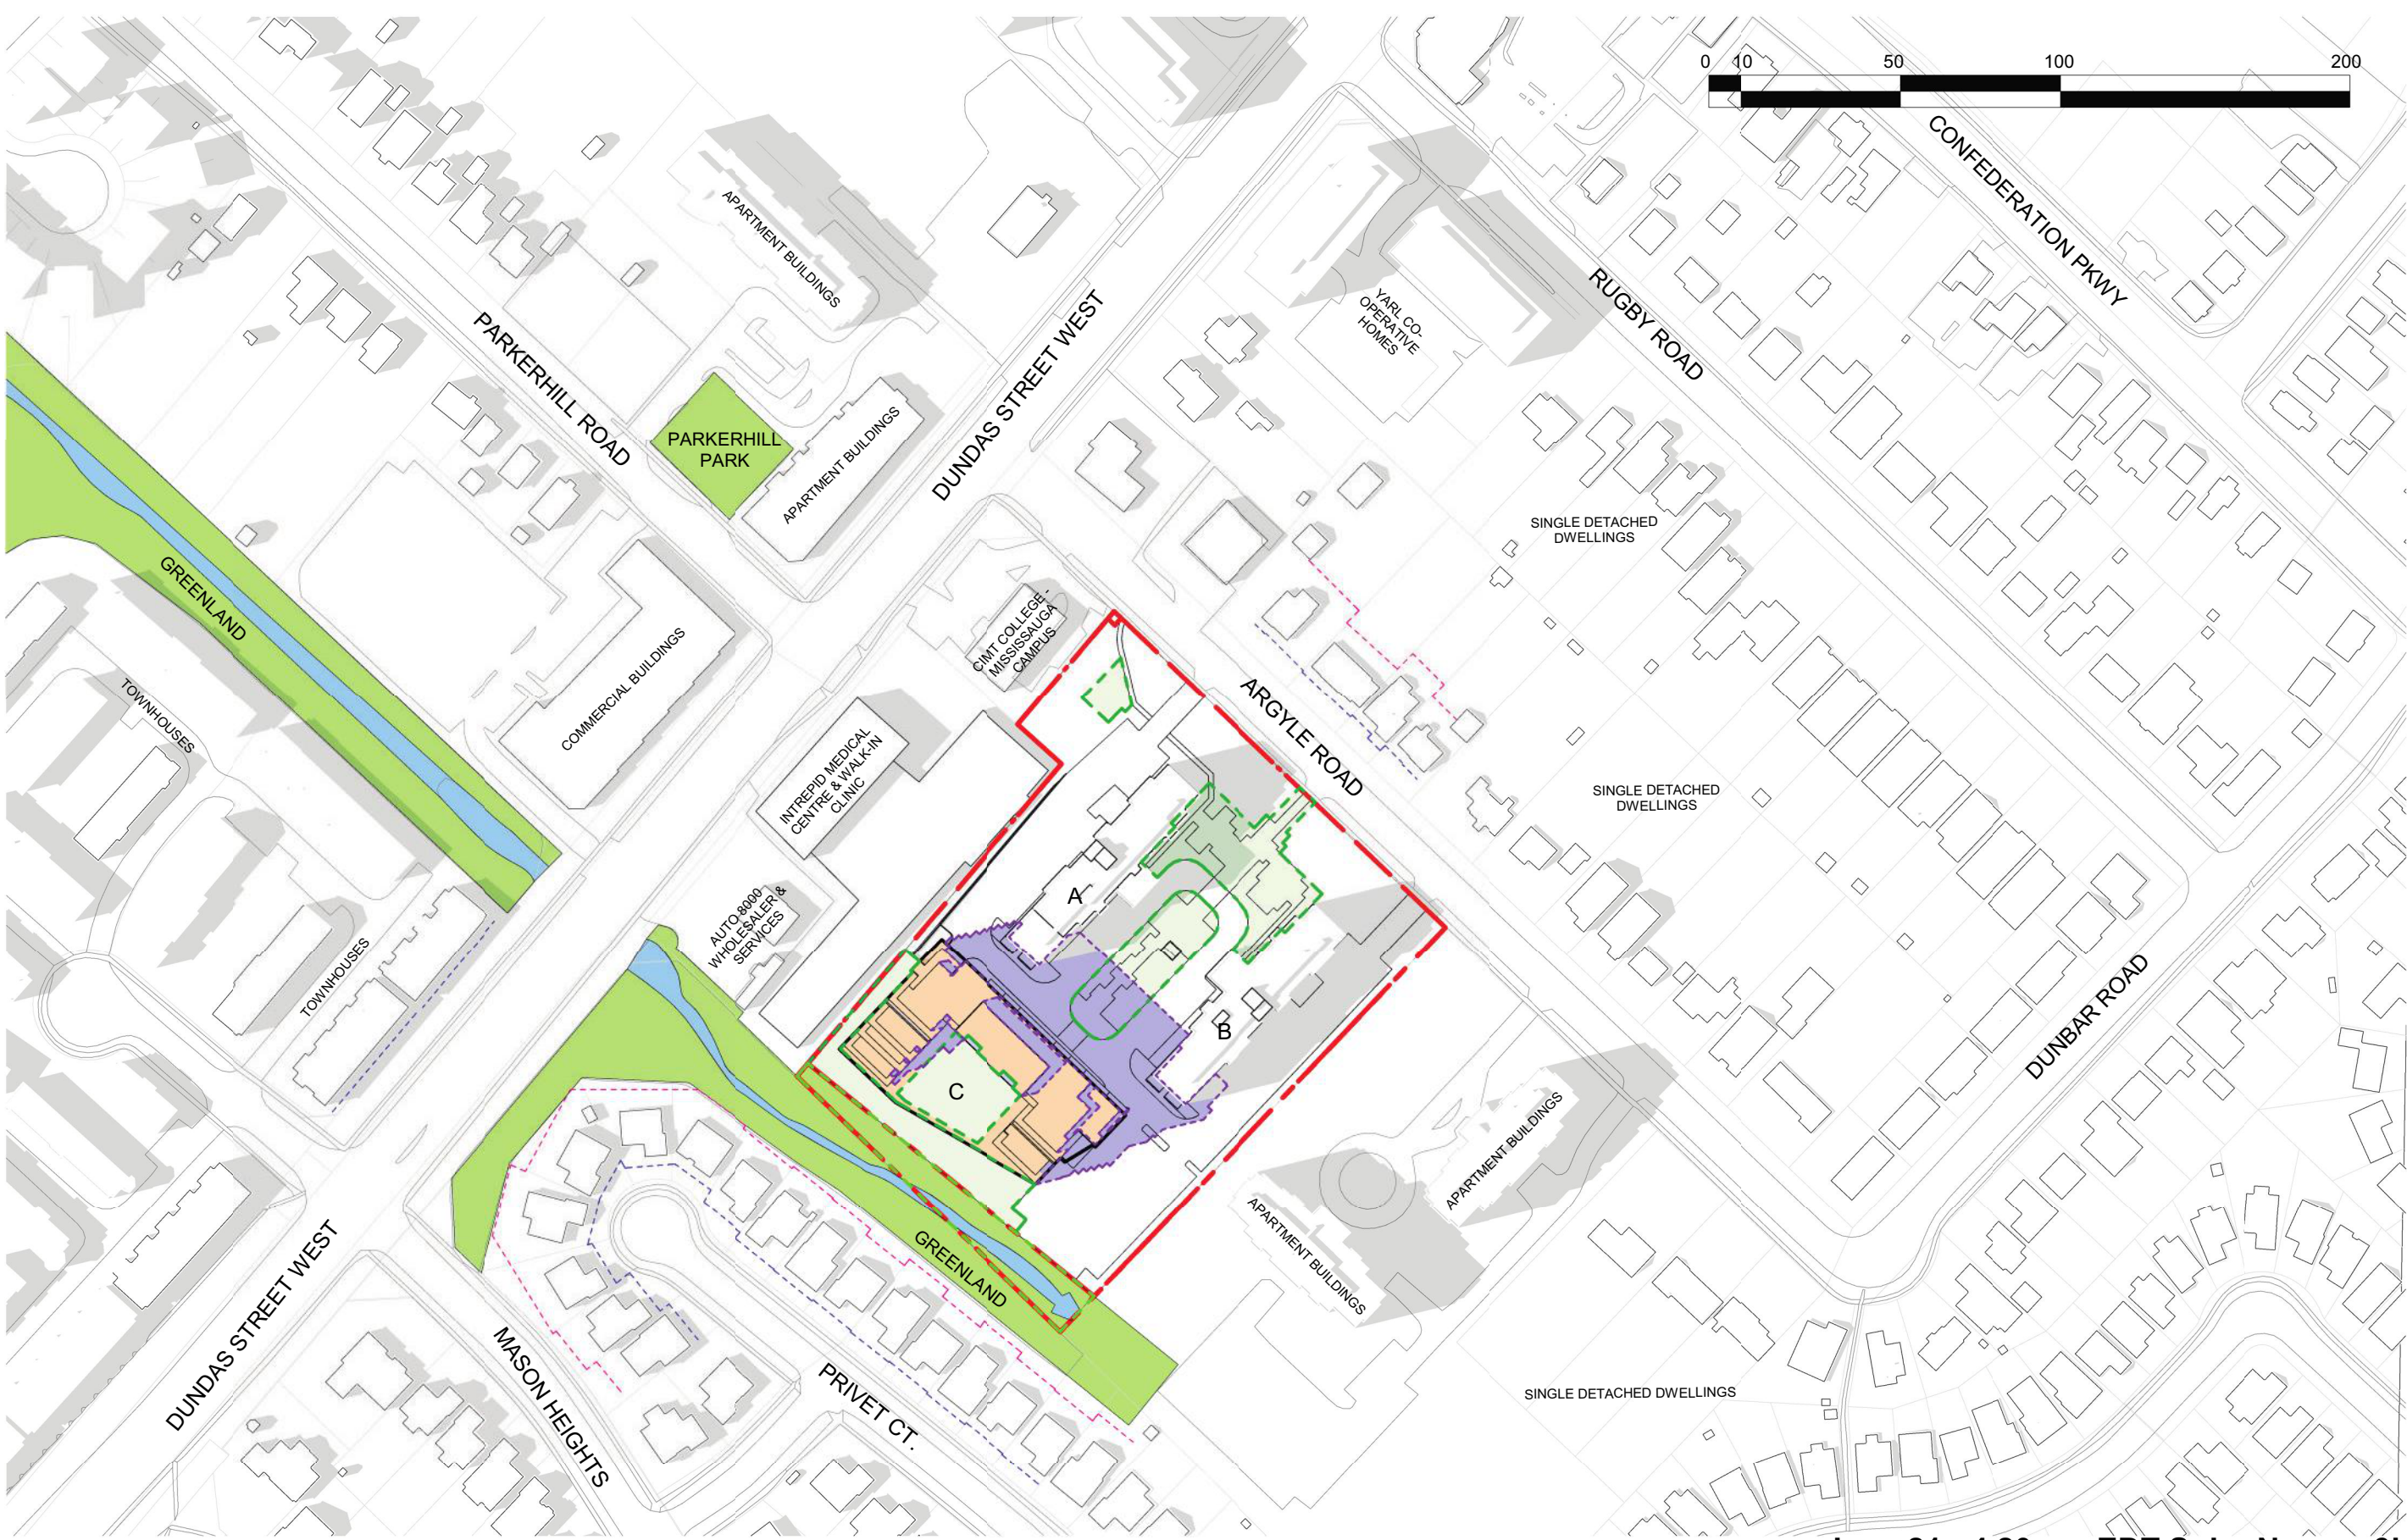 0 10 50 100 200
CONFEDERATION PKWY
APARTMENT BUILDINGS
YARL CO-
OPERATIVE
HOMES
RUGBY ROAD
PARKERHILL ROAD
DUNDAS STREET WEST
PARKERHILL
PARK
APARTMENT BUILDINGS
SINGLE DETACHED
DWELLINGS
GREENLAND
CIMT COLLEGE -
MISSISSAUGA
CAMPUS
COMMERCIAL BUILDINGS
TOWNHOUSES
ARGYLE ROAD
INTREPID MEDICAL
CENTRE & WALK-IN
CLINIC
SINGLE DETACHED
DWELLINGS
A
AUTO 8000
WHOLESALER &
SERVICES
TOWNHOUSES
B
DUNBAR ROAD
C
APARTMENT BUILDINGS
APARTMENT BUILDINGS
GREENLAND
DUNDAS STREET WEST
MASON HEIGHTS
PRIVET CT.
SINGLE DETACHED DWELLINGS